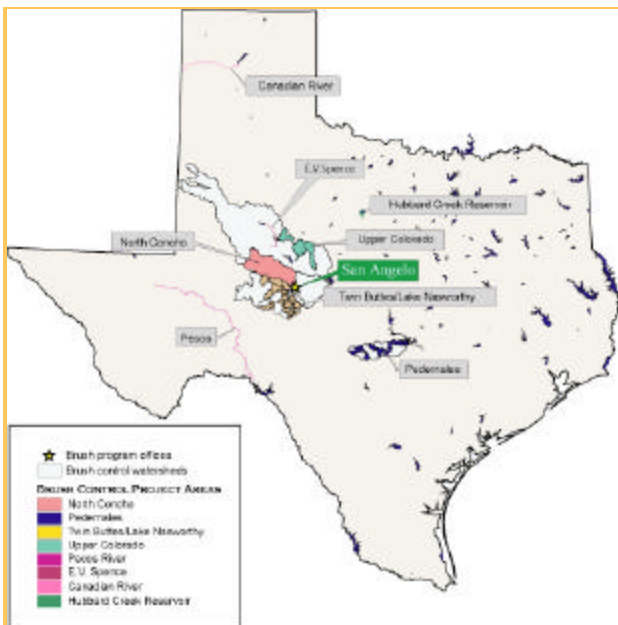 Canadian River
E.V. Spence
Hubbard Creek Reservoir
North Concho
Upper Colorado
San Angelo
Twin Buttes/Lake Nasworthy
Pecos
Pedernales
Brush program offices
Brush control watersheds
BRUSH CONTROL PROJECT AREAS
North Concho
Pedernales
Twin Buttes/Lake Nasworthy
Upper Colorado
Pecos River
E.V. Spence
Canadian River
Hubbard Creek Reservoir